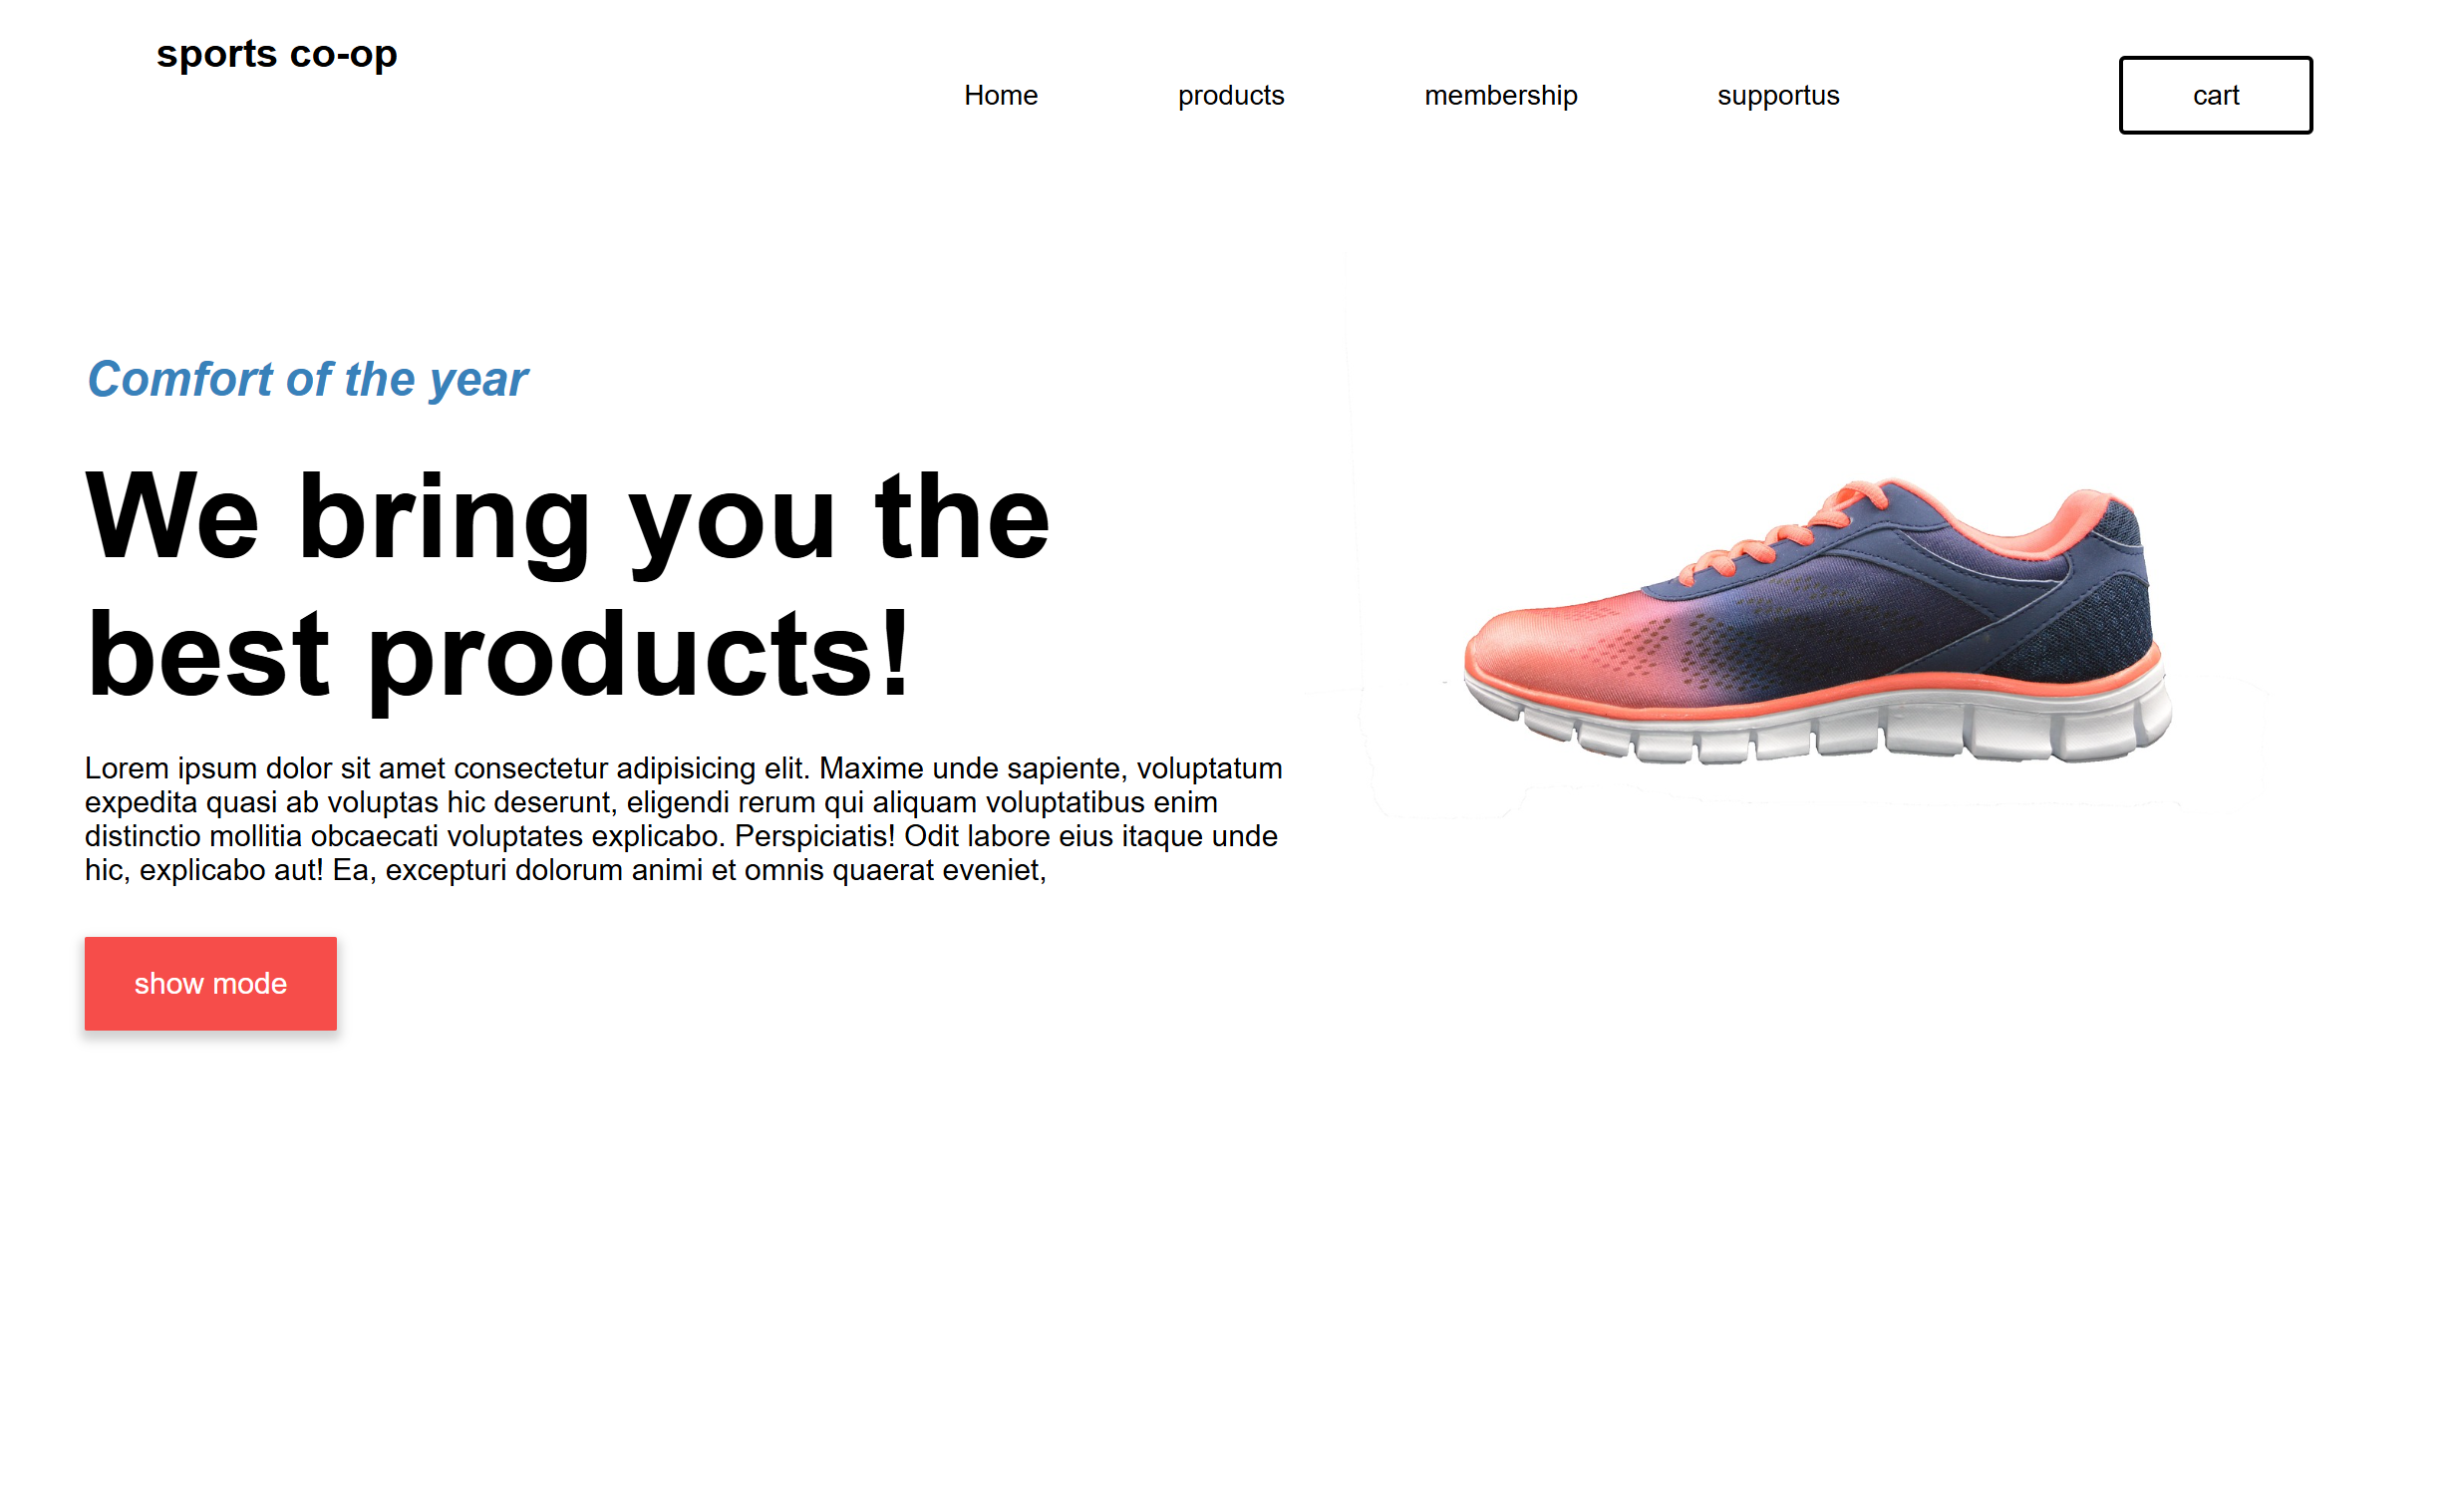 sports co-op
Home
products
membership
supportus
cart
Comfort of the year
We bring you the
best products!
Lorem ipsum dolor sit amet consectetur adipisicing elit. Maxime unde sapiente, voluptatum
expedita quasi ab voluptas hic deserunt, eligendi rerum qui aliquam voluptatibus enim
distinctio mollitia obcaecati voluptates explicabo. Perspiciatis! Odit labore eius itaque unde
hic, explicabo aut! Ea, excepturi dolorum animi et omnis quaerat eveniet,
show mode